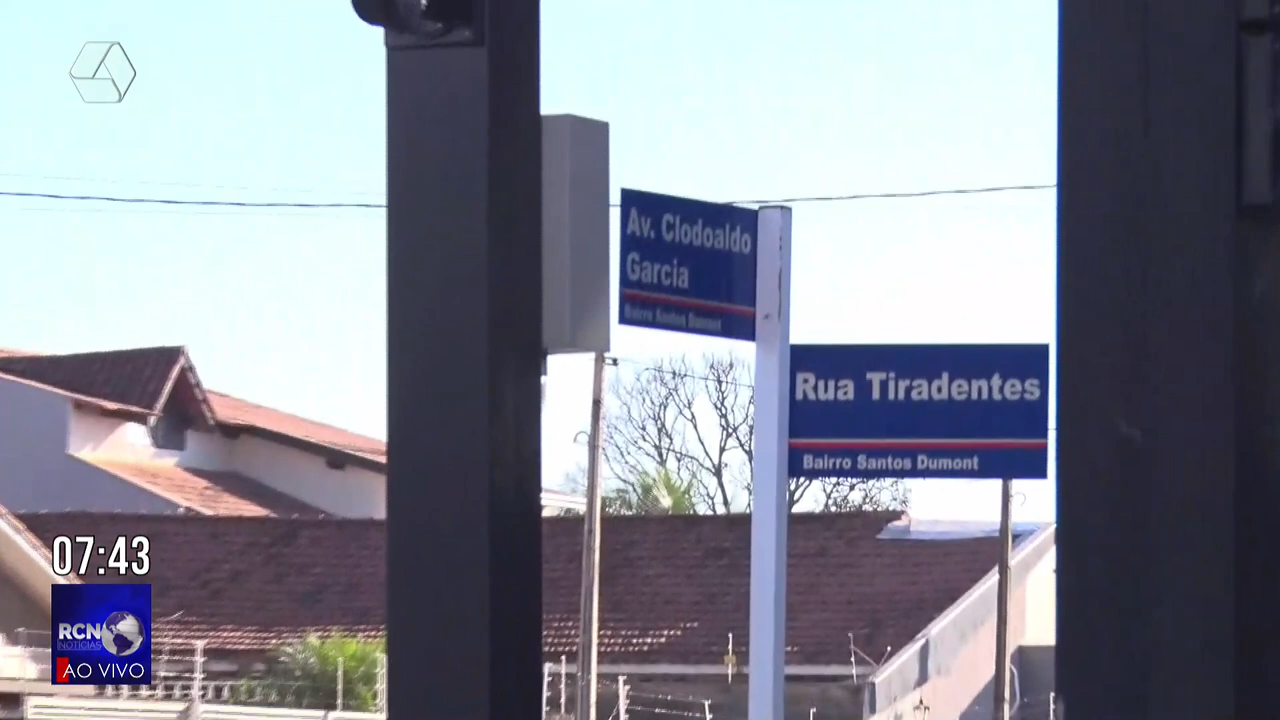 Av. Clodoaldo
Garcia
Bairro Santos Dumont
Rua Tiradentes
Bairro Santos Dumont
07:43
RCN
NOTÍCIAS
AO VIVO